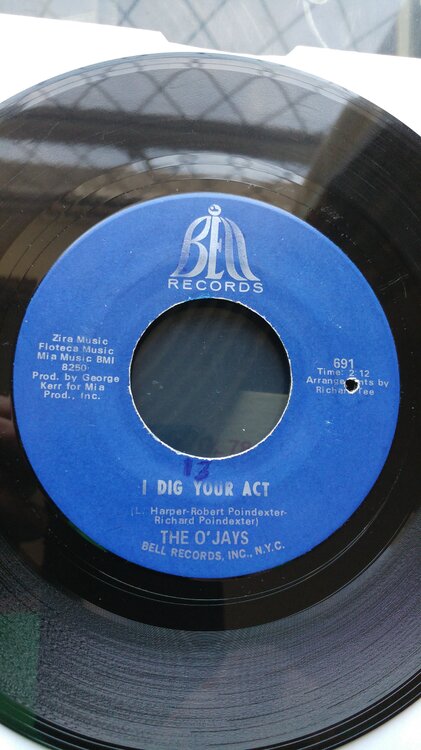 BELL
RECORDS
Zira Music
Floteca Music
Mia Music BMI
8250
Prod. by George
Kerr for Mia
Prod., Inc.
691
Time: 2:12
Arrangements by
Richard Tee
13
I DIG YOUR ACT
(L. Harper-Robert Poindexter-
Richard Poindexter)
THE O'JAYS
BELL RECORDS, INC., N.Y.C.